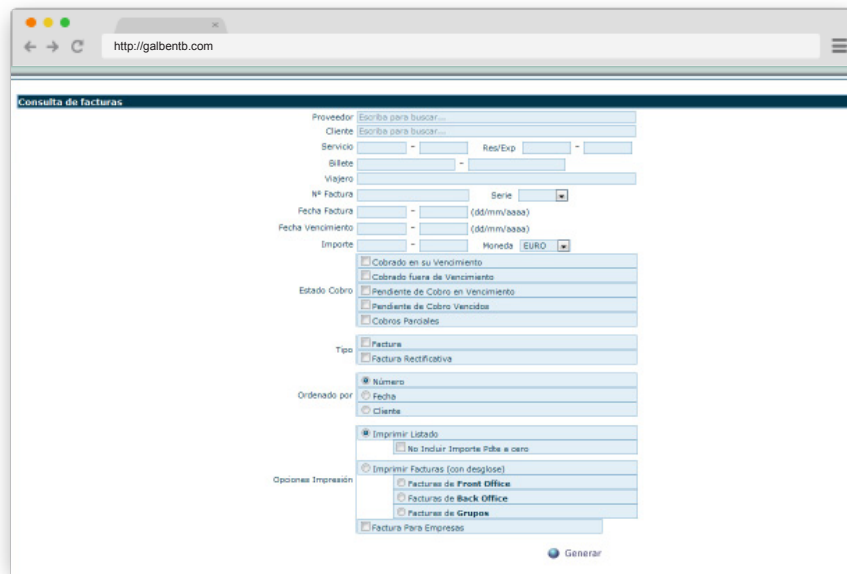 http://galbentb.com
Consulta de facturas
Proveedor Escriba para buscar...
Cliente Escriba para buscar...
Servicio - Res/Exp -
Billete -
Viajero
Nº Factura Serie
Fecha Factura - (dd/mm/aaaa)
Fecha Vencimiento - (dd/mm/aaaa)
Importe - Moneda EURO
Estado Cobro
Cobrado en su Vencimiento
Cobrado fuera de Vencimiento
Pendiente de Cobro en Vencimiento
Pendiente de Cobro Vencidos
Cobros Parciales
Tipo
Factura
Factura Rectificativa
Ordenado por
Número
Fecha
Cliente
Opciones Impresión
Imprimir Listado
No Incluir Importe Pdte a cero
Imprimir Facturas (con desglose)
Facturas de Front Office
Facturas de Back Office
Facturas de Grupos
Factura Para Empresas
Generar